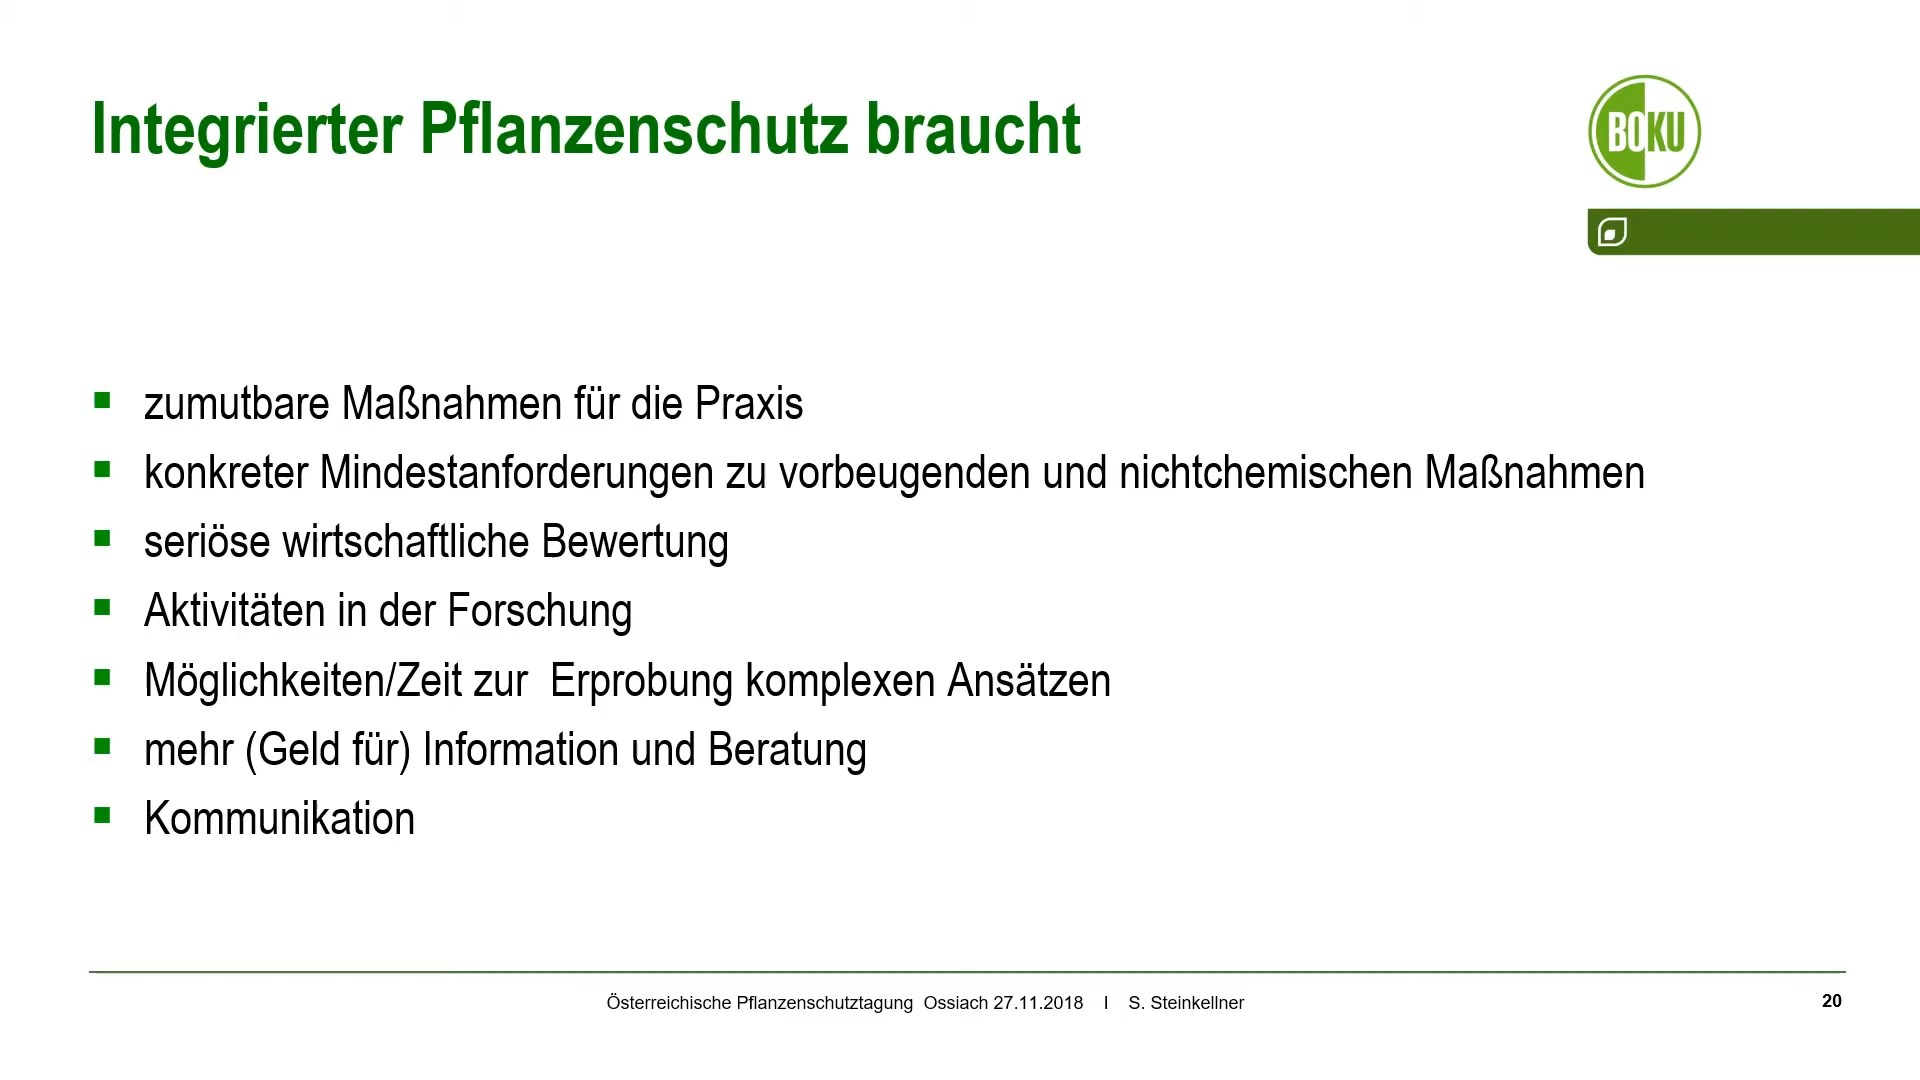 Integrierter Pflanzenschutz braucht
BOKU
zumutbare Maßnahmen für die Praxis
konkreter Mindestanforderungen zu vorbeugenden und nichtchemischen Maßnahmen
seriöse wirtschaftliche Bewertung
Aktivitäten in der Forschung
Möglichkeiten/Zeit zur  Erprobung komplexen Ansätzen
mehr (Geld für) Information und Beratung
Kommunikation
Österreichische Pflanzenschutztagung  Ossiach 27.11.2018    I    S. Steinkellner
20